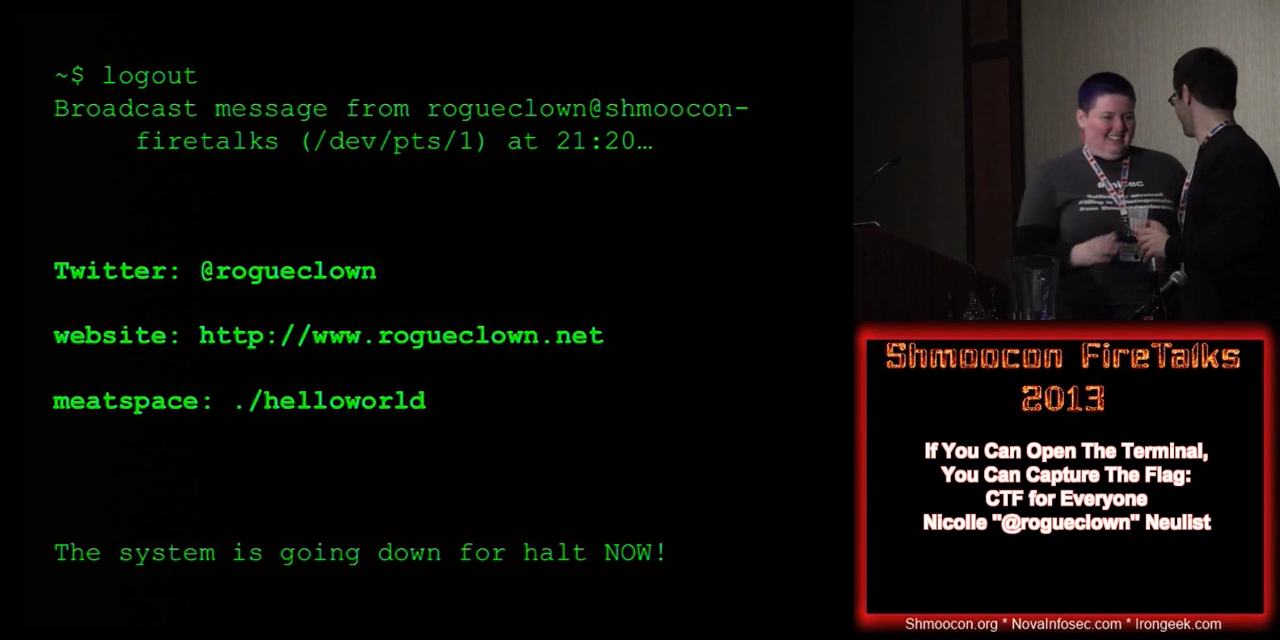 ~$ logout
Broadcast message from rogueclown@shmoocon-
firetalks (/dev/pts/1) at 21:20…
Twitter: @rogueclown
website: http://www.rogueclown.net
meatspace: ./helloworld
The system is going down for halt NOW!
Shmoocon FireTalks
2013
If You Can Open The Terminal,
You Can Capture The Flag:
CTF for Everyone
Nicolle "@rogueclown" Neulist
Shmoocon.org * NovaInfosec.com * Irongeek.com